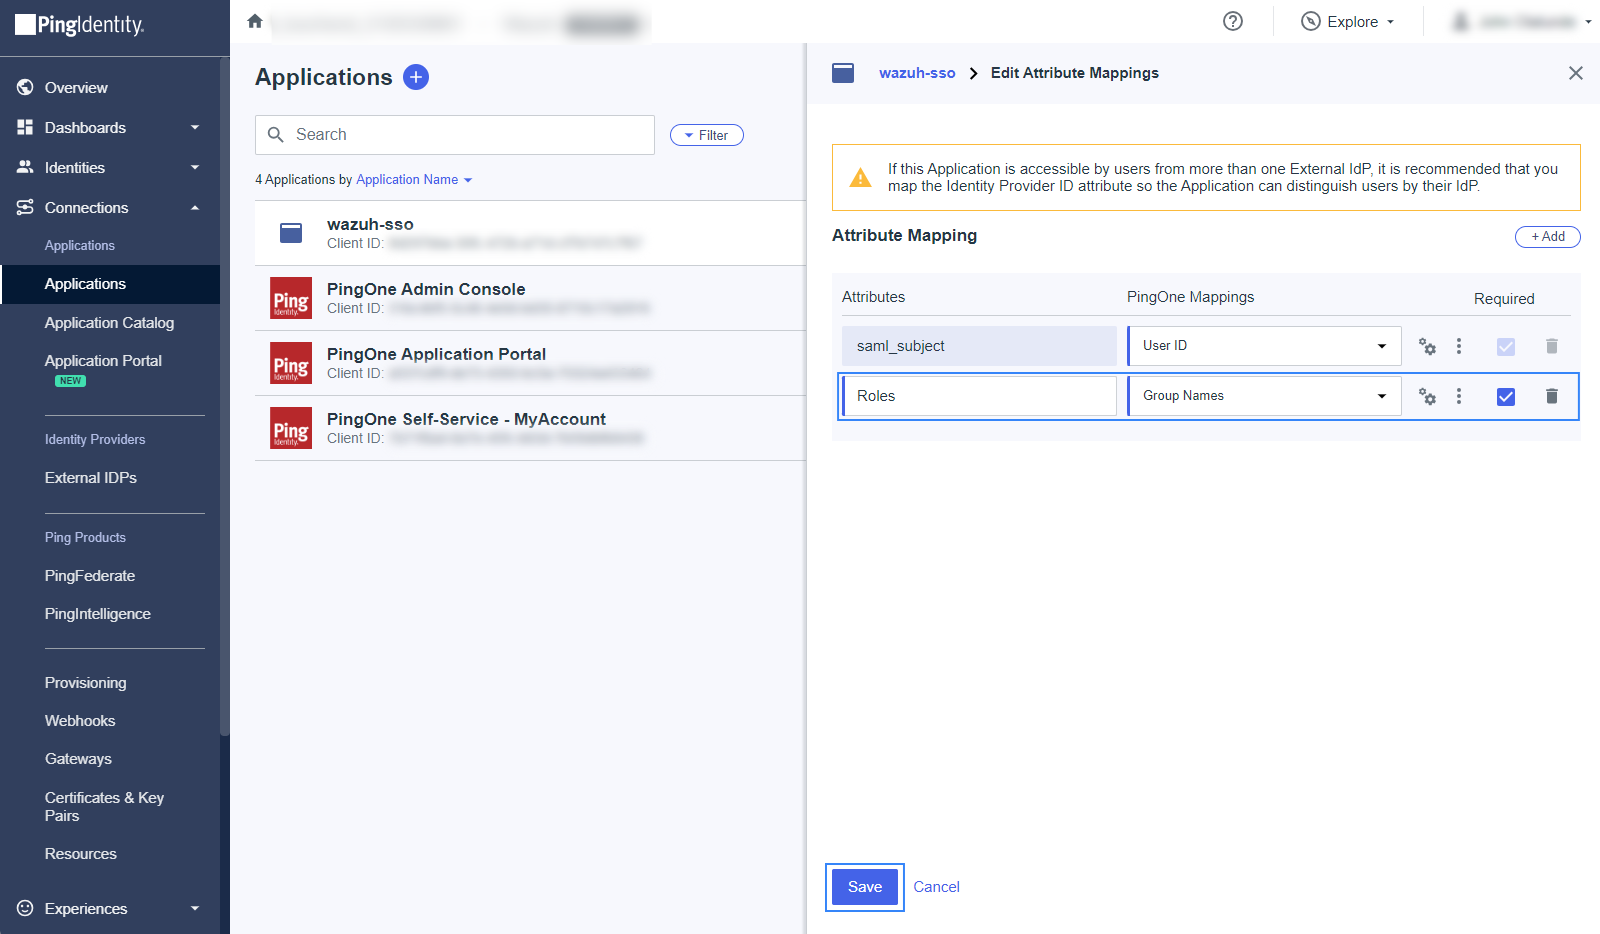 PingIdentity.
Explore
Overview
Dashboards
Identities
Connections
Applications
Applications
Application Catalog
Application Portal
NEW
Identity Providers
External IDPs
Ping Products
PingFederate
PingIntelligence
Provisioning
Webhooks
Gateways
Certificates & Key
Pairs
Resources
Experiences
Applications
Search
Filter
4 Applications by Application Name
wazuh-sso
Client ID:
Ping
Identity.
PingOne Admin Console
Client ID:
Ping
Identity.
PingOne Application Portal
Client ID:
Ping
Identity.
PingOne Self-Service - MyAccount
Client ID:
wazuh-sso > Edit Attribute Mappings
If this Application is accessible by users from more than one External IdP, it is recommended that you
map the Identity Provider ID attribute so the Application can distinguish users by their IdP.
Attribute Mapping
+ Add
Attributes PingOne Mappings Required
saml_subject User ID
Roles Group Names
Save Cancel